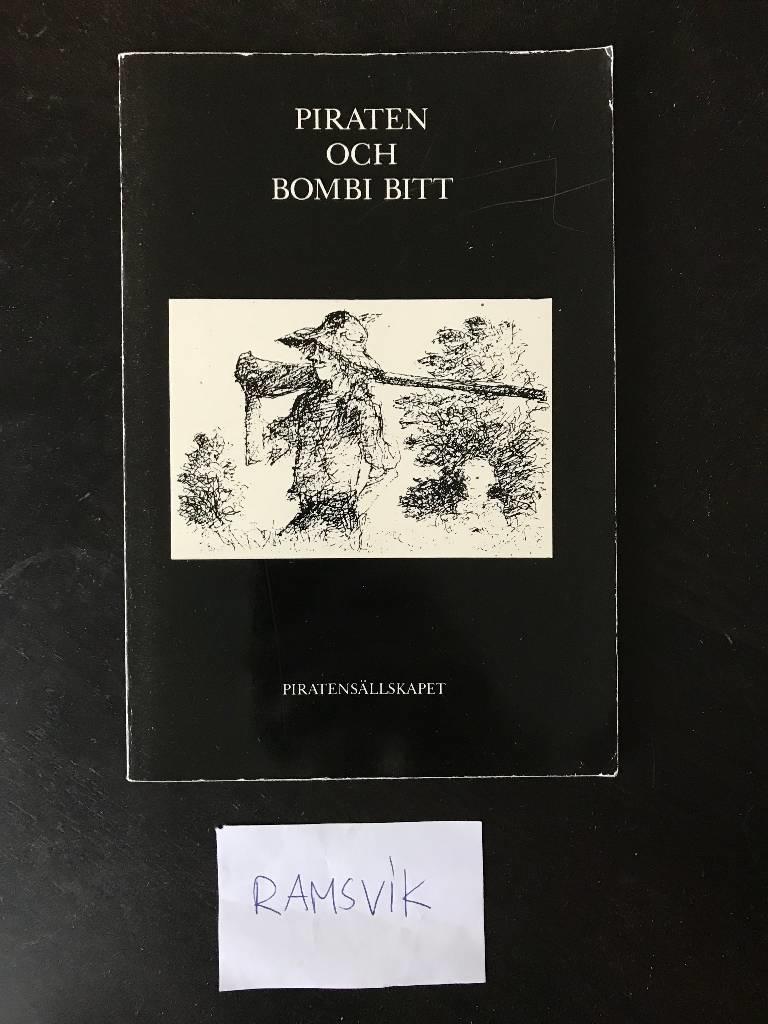 PIRATEN
OCH
BOMBI BITT
PIRATENSÄLLSKAPET
RAMSVIK